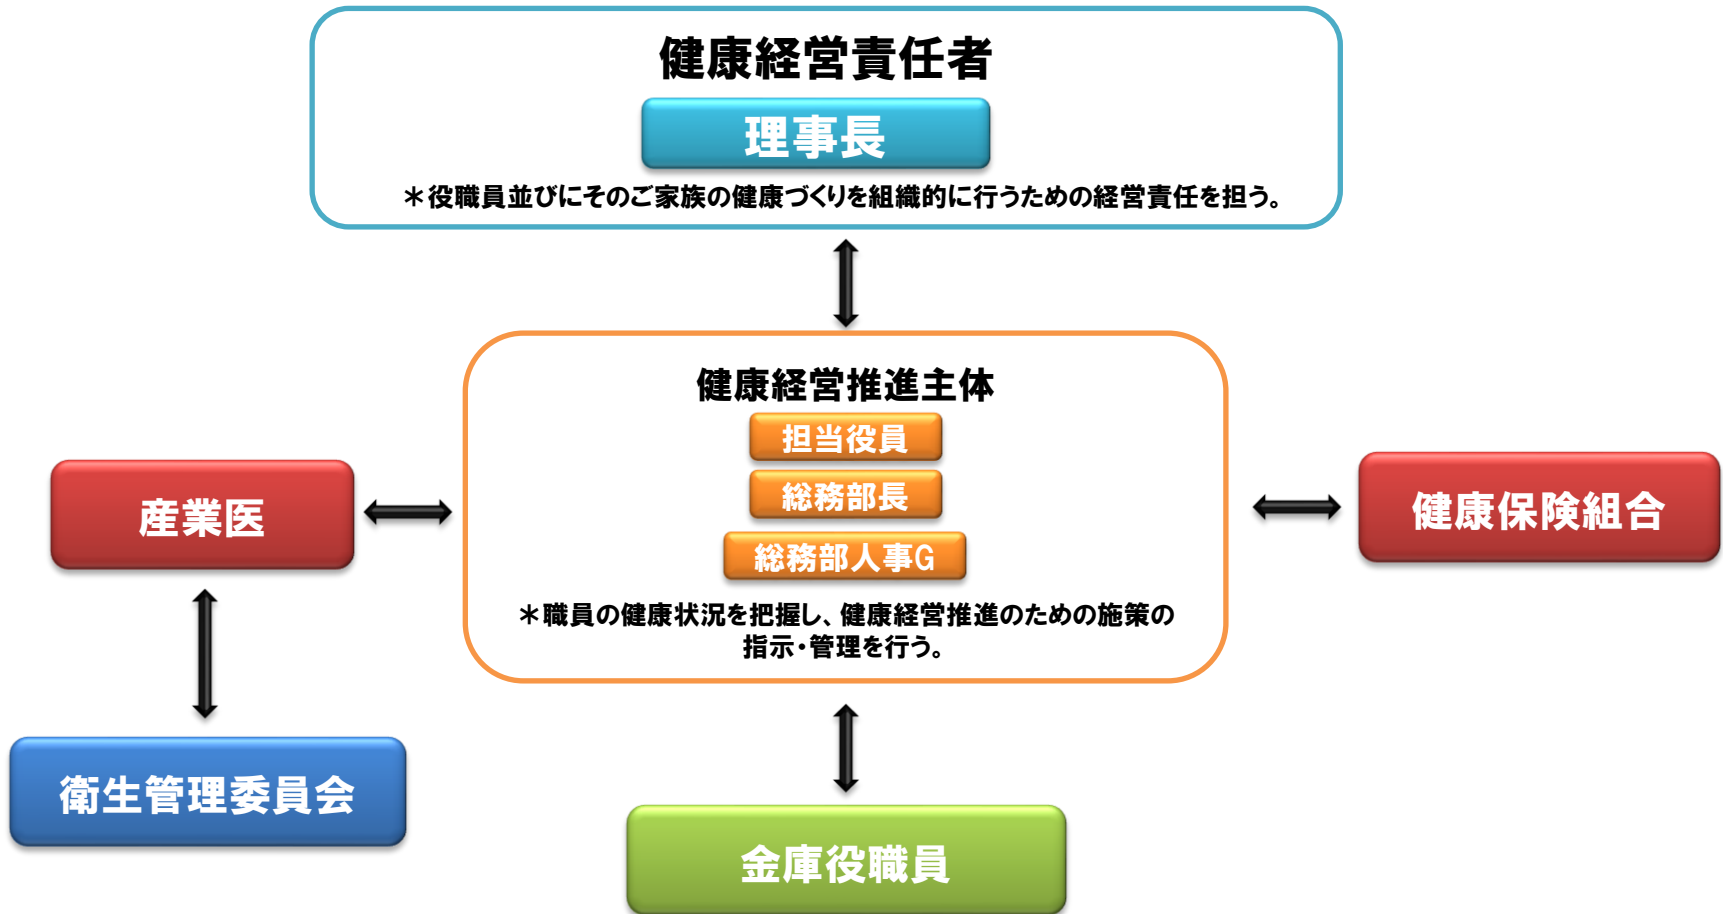 健康経営責任者
理事長
＊役職員並びにそのご家族の健康づくりを組織的に行うための経営責任を担う。
健康経営推進主体
担当役員
総務部長
総務部人事G
＊職員の健康状況を把握し、健康経営推進のための施策の
指示・管理を行う。
産業医
健康保険組合
衛生管理委員会
金庫役職員